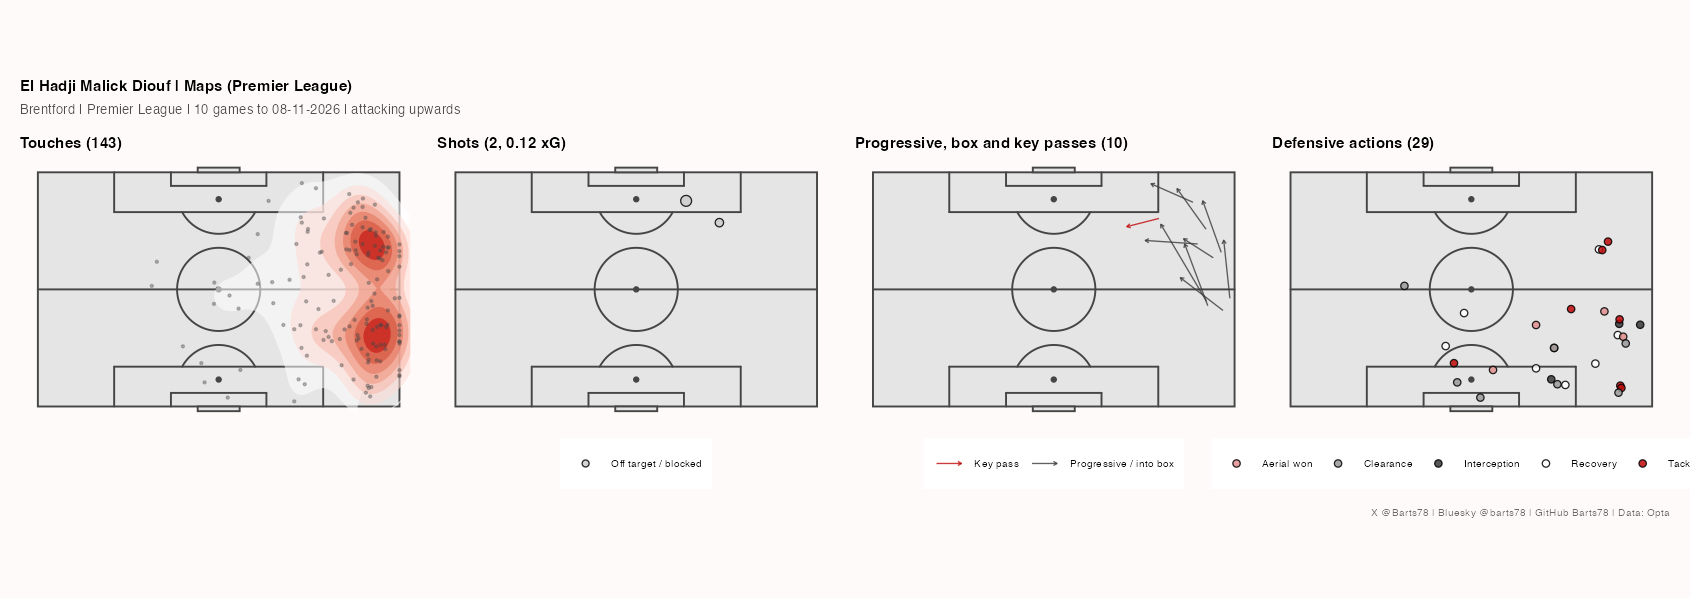 El Hadji Malick Diouf | Maps (Premier League)
Brentford | Premier League | 10 games to 08-11-2026 | attacking upwards
Touches (143)
Shots (2, 0.12 xG)
Progressive, box and key passes (10)
Defensive actions (29)
Off target / blocked
Key pass
Progressive / into box
Aerial won
Clearance
Interception
Recovery
Tack
X @Barts78 | Bluesky @barts78 | GitHub Barts78 | Data: Opta